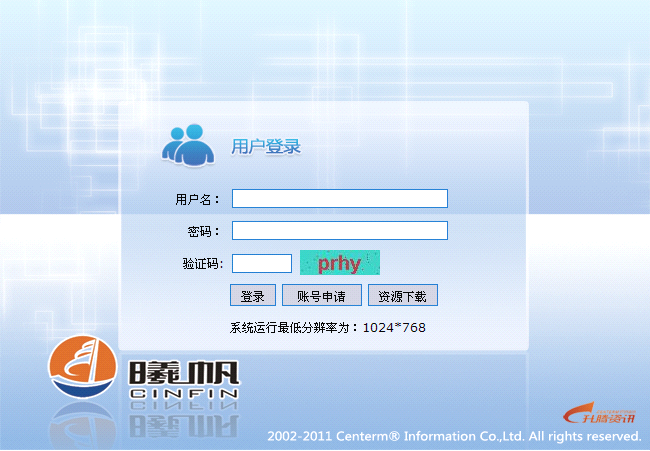 用户登录
用户名：
密码：
验证码: prhy
登录 账号申请 资源下载
系统运行最低分辨率为：1024*768
曦帆
CINFIN
升腾资讯
2002-2011 Centerm® Information Co.,Ltd. All rights reserved.